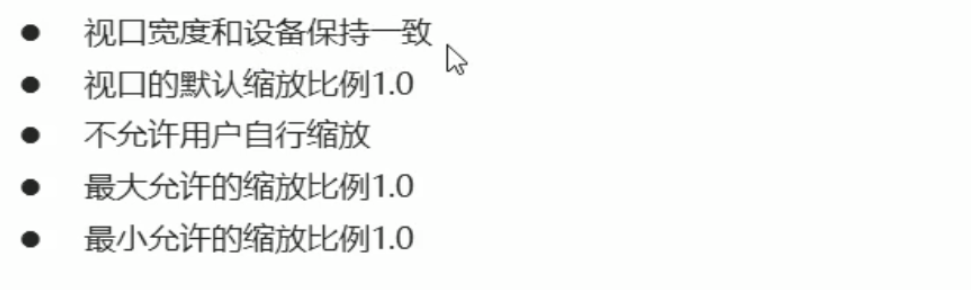 ● 视口宽度和设备保持一致
● 视口的默认缩放比例1.0
● 不允许用户自行缩放
● 最大允许的缩放比例1.0
● 最小允许的缩放比例1.0